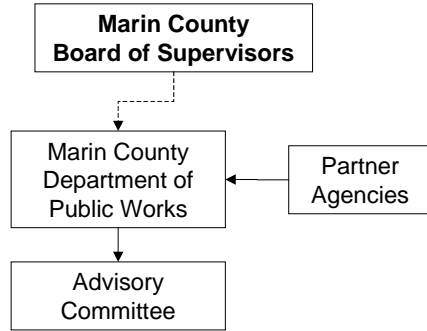 Marin County
Board of Supervisors
Marin County
Department of
Public Works
Partner
Agencies
Advisory
Committee